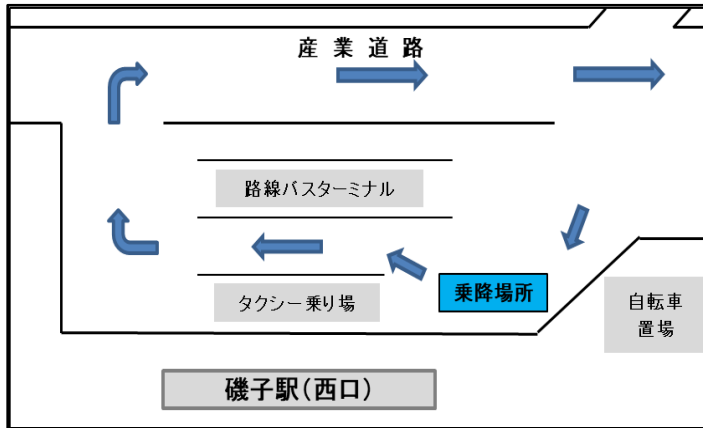 産業道路
路線バスターミナル
タクシー乗り場
乗降場所
自転車
置場
磯子駅(西口)